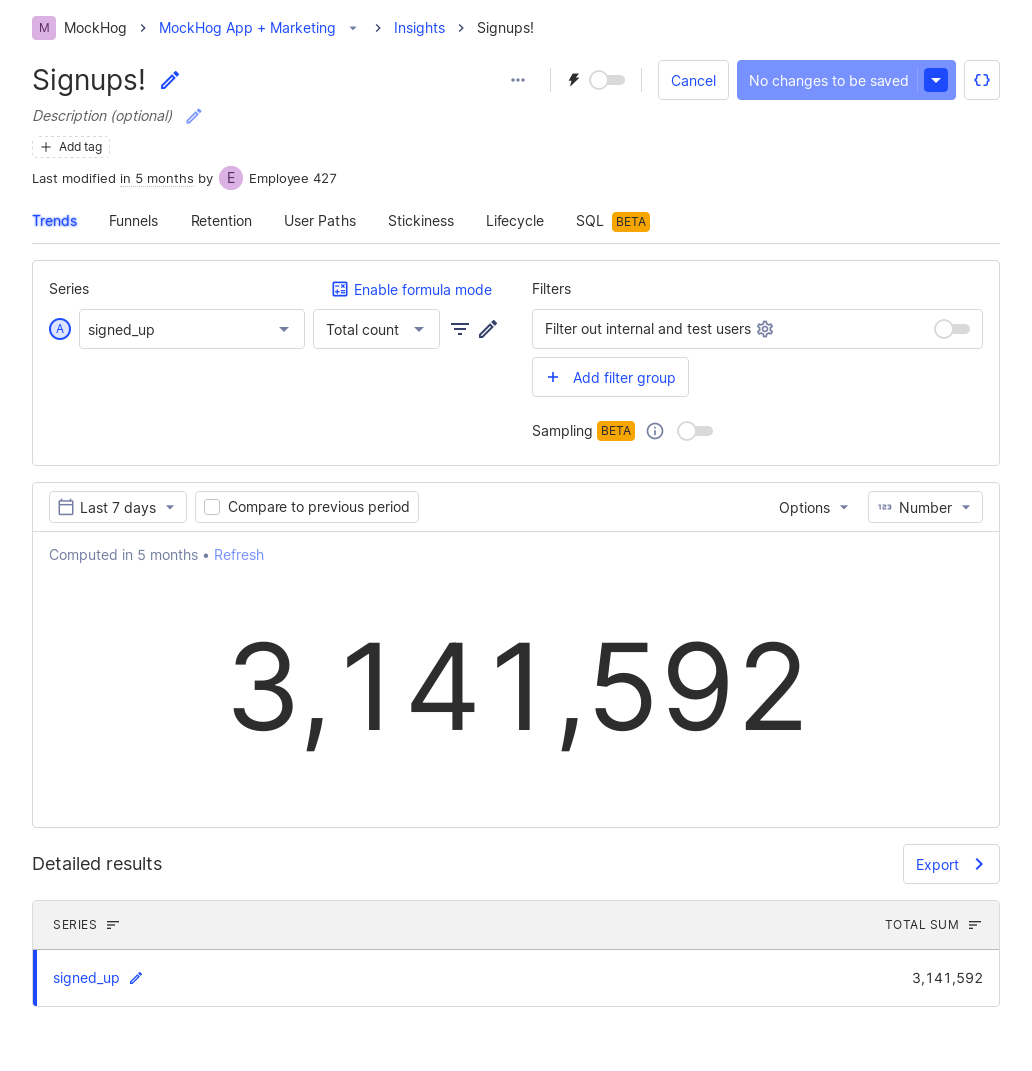 M MockHog MockHog App + Marketing Insights Signups!
Signups!
Cancel No changes to be saved
Description (optional)
Add tag
Last modified in 5 months by E Employee 427
Trends Funnels Retention User Paths Stickiness Lifecycle SQL BETA
Series Enable formula mode
A signed_up Total count
Filters
Filter out internal and test users
+ Add filter group
Sampling BETA
Last 7 days Compare to previous period Options 123 Number
Computed in 5 months • Refresh
3,141,592
Detailed results Export
SERIES TOTAL SUM
signed_up 3,141,592